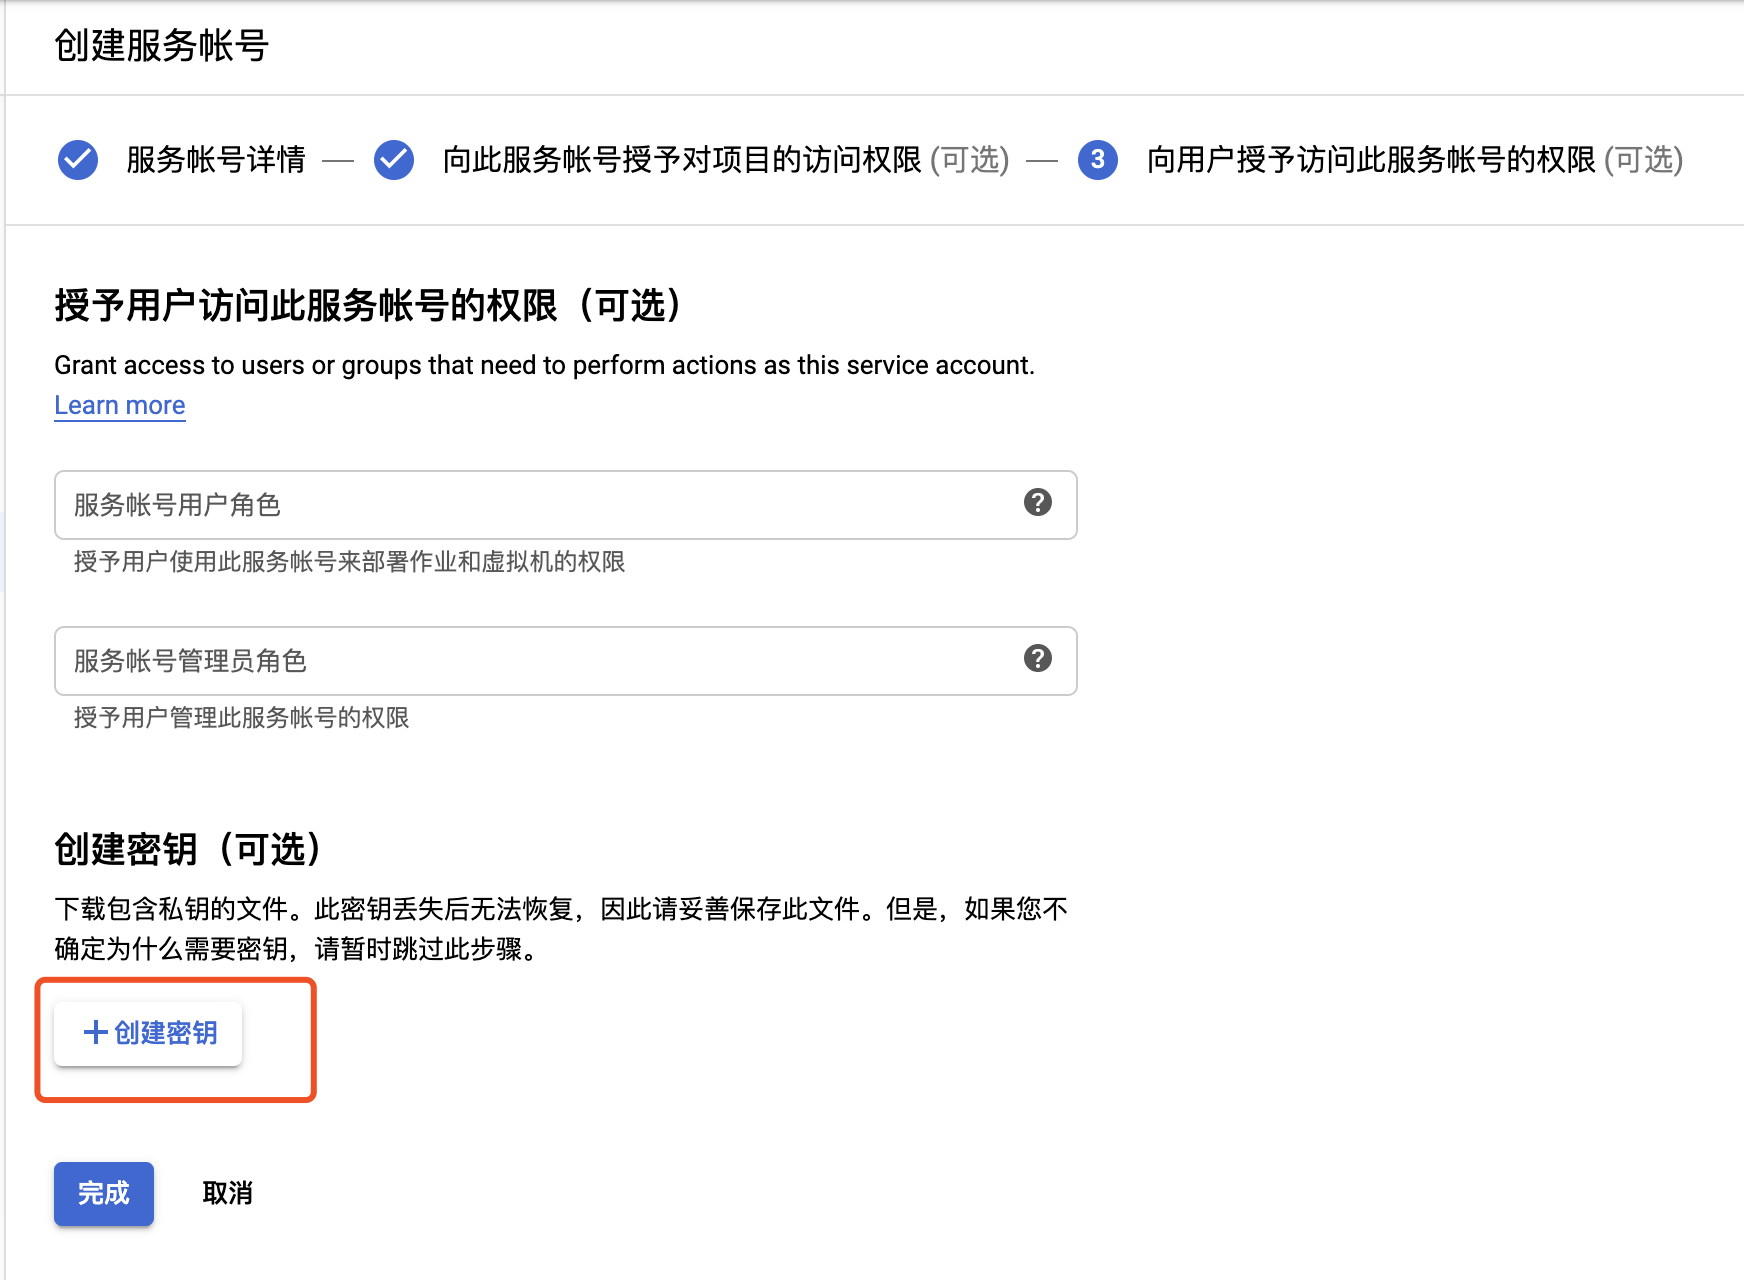 创建服务帐号
服务帐号详情 — 向此服务帐号授予对项目的访问权限 (可选) — 3 向用户授予访问此服务帐号的权限 (可选)
授予用户访问此服务帐号的权限（可选）
Grant access to users or groups that need to perform actions as this service account.
Learn more
服务帐号用户角色
授予用户使用此服务帐号来部署作业和虚拟机的权限
服务帐号管理员角色
授予用户管理此服务帐号的权限
创建密钥（可选）
下载包含私钥的文件。此密钥丢失后无法恢复，因此请妥善保存此文件。但是，如果您不
确定为什么需要密钥，请暂时跳过此步骤。
+创建密钥
完成 取消